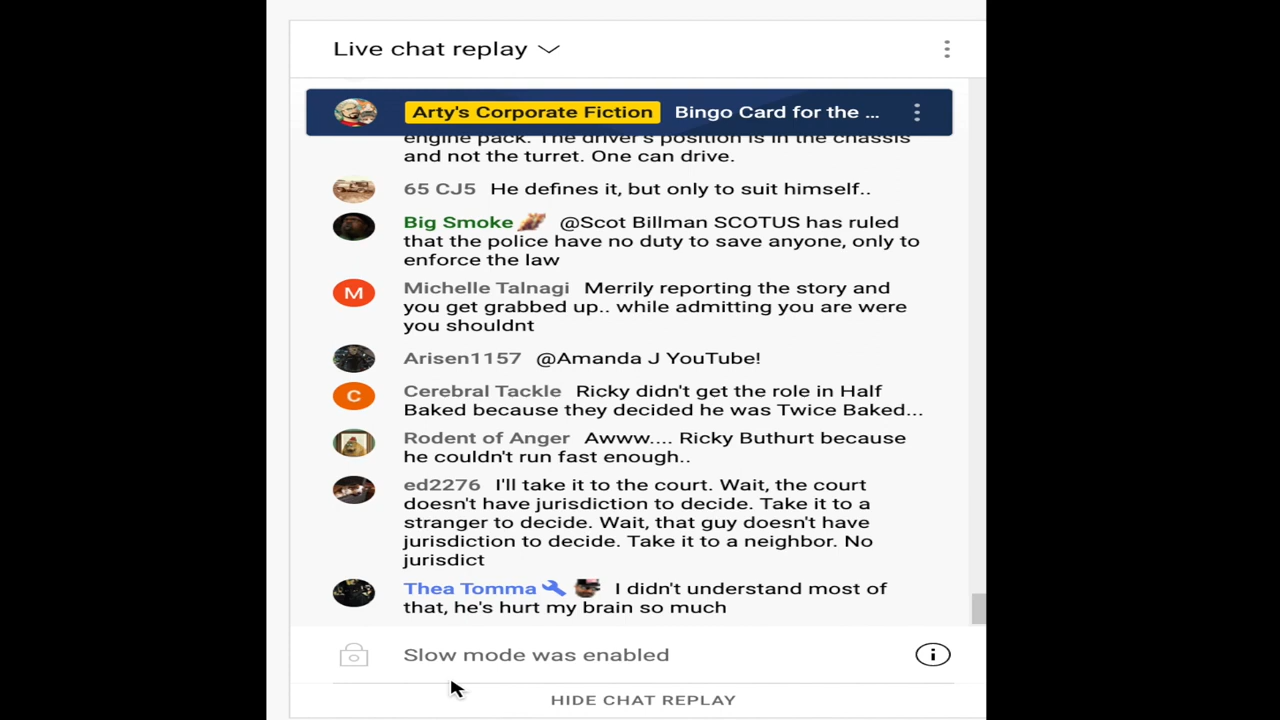 Live chat replay
Arty's Corporate Fiction Bingo Card for the ...
engine pack. The driver's position is in the chassis
and not the turret. One can drive.
65 CJ5 He defines it, but only to suit himself..
Big Smoke @Scot Billman SCOTUS has ruled
that the police have no duty to save anyone, only to
enforce the law
Michelle Talnagi Merrily reporting the story and
you get grabbed up.. while admitting you are were
you shouldnt
Arisen1157 @Amanda J YouTube!
Cerebral Tackle Ricky didn't get the role in Half
Baked because they decided he was Twice Baked...
Rodent of Anger Awww.... Ricky Buthurt because
he couldn't run fast enough..
ed2276 I'll take it to the court. Wait, the court
doesn't have jurisdiction to decide. Take it to a
stranger to decide. Wait, that guy doesn't have
jurisdiction to decide. Take it to a neighbor. No
jurisdict
Thea Tomma I didn't understand most of
that, he's hurt my brain so much
Slow mode was enabled
HIDE CHAT REPLAY
M
C